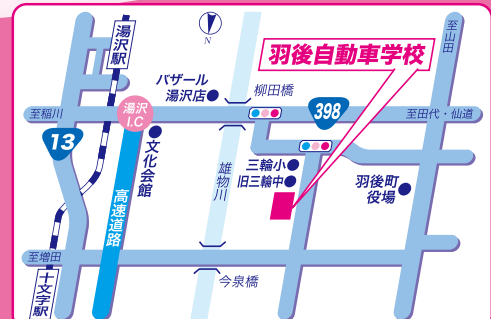 湯沢駅
N
至山田
羽後自動車学校
バザール
湯沢店
柳田橋
至稲川
湯沢
I.C
398
至田代・仙道
13
文化会館
三輪小
旧三輪中
雄物川
羽後町
役場
高速道路
至増田
今泉橋
十文字駅